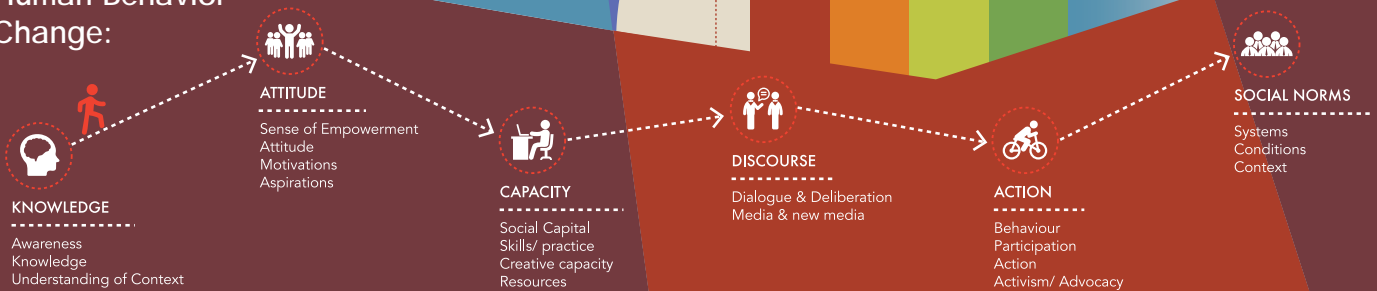 Human Behavior
Change:
KNOWLEDGE
Awareness
Knowledge
Understanding of Context
ATTITUDE
Sense of Empowerment
Attitude
Motivations
Aspirations
CAPACITY
Social Capital
Skills/ practice
Creative capacity
Resources
DISCOURSE
Dialogue & Deliberation
Media & new media
ACTION
Behaviour
Participation
Action
Activism/ Advocacy
SOCIAL NORMS
Systems
Conditions
Context